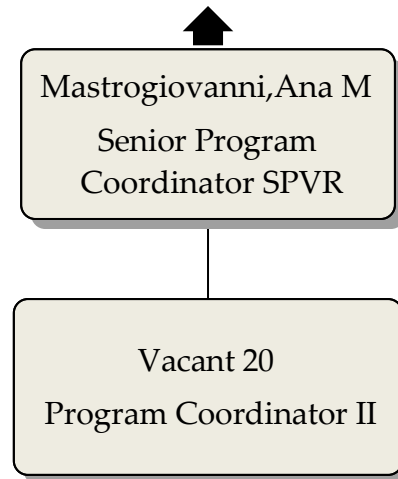 Mastrogiovanni,Ana M
Senior Program
Coordinator SPVR
Vacant 20
Program Coordinator II